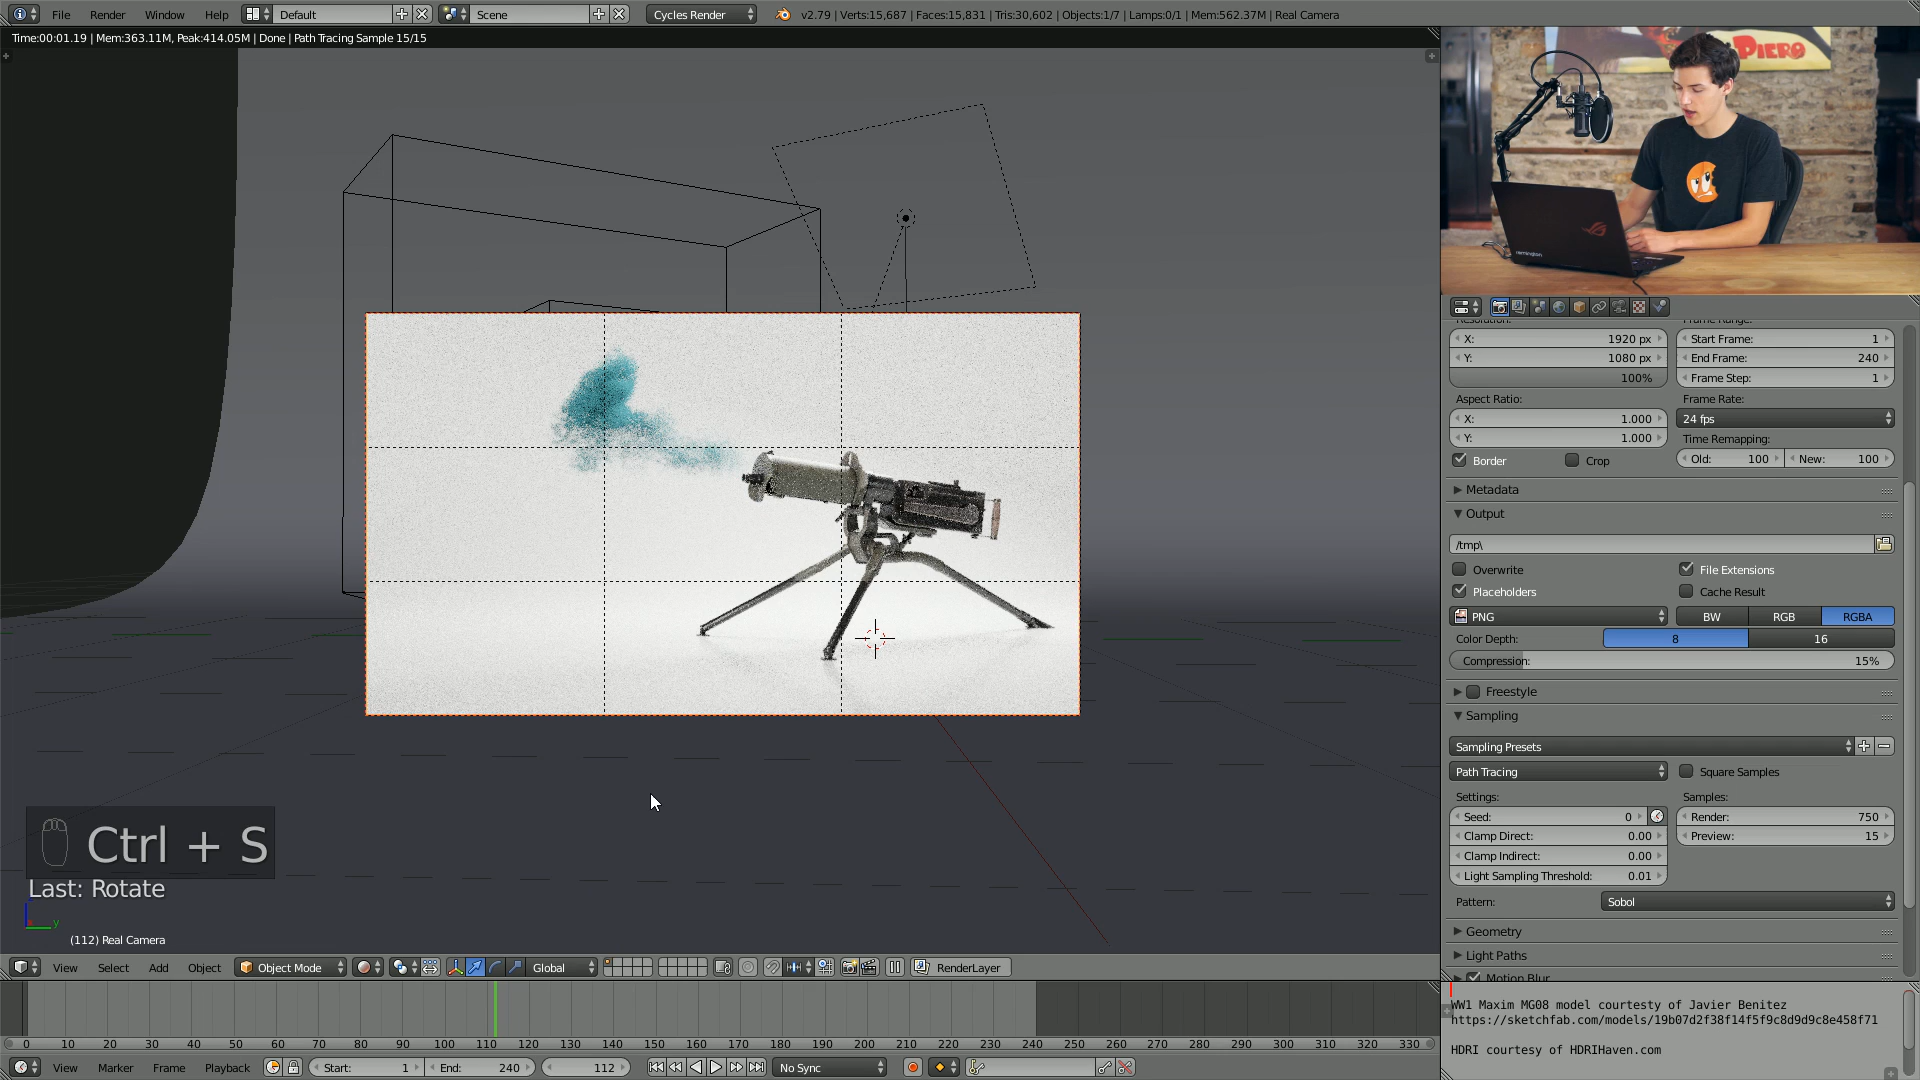 File Render Window Help Default Scene Cycles Render v2.79 | Verts:15,687 | Faces:15,831 | Tris:30,602 | Objects:1/7 | Lamps:0/1 | Mem:562.37M | Real Camera
Time:00:01.19 | Mem:363.11M, Peak:414.05M | Done | Path Tracing Sample 15/15
PIERO
remington
Resolution: Frame Range:
X: 1920 px Start Frame: 1
Y: 1080 px End Frame: 240
100% Frame Step: 1
Aspect Ratio: Frame Rate:
X: 1.000 24 fps
Y: 1.000 Time Remapping:
Border Crop Old: 100 New: 100
Metadata
Output
/tmp\
Overwrite File Extensions
Placeholders Cache Result
PNG BW RGB RGBA
Color Depth: 8 16
Compression: 15%
Freestyle
Sampling
Sampling Presets
Path Tracing Square Samples
Settings: Samples:
Seed: 0 Render: 750
Clamp Direct: 0.00 Preview: 15
Clamp Indirect: 0.00
Light Sampling Threshold: 0.01
Pattern: Sobol
Geometry
Light Paths
Motion Blur
Ctrl + S
Last: Rotate
y
(112) Real Camera
View Select Add Object Object Mode Global RenderLayer
0 10 20 30 40 50 60 70 80 90 100 110 120 130 140 150 160 170 180 190 200 210 220 230 240 250 260 270 280 290 300 310 320 330
View Marker Frame Playback Start: 1 End: 240 112 No Sync
WW1 Maxim MG08 model courtesty of Javier Benitez
https://sketchfab.com/models/19b07d2f38f14f5f9c8d9d9c8e458f71
HDRI courtesy of HDRIHaven.com